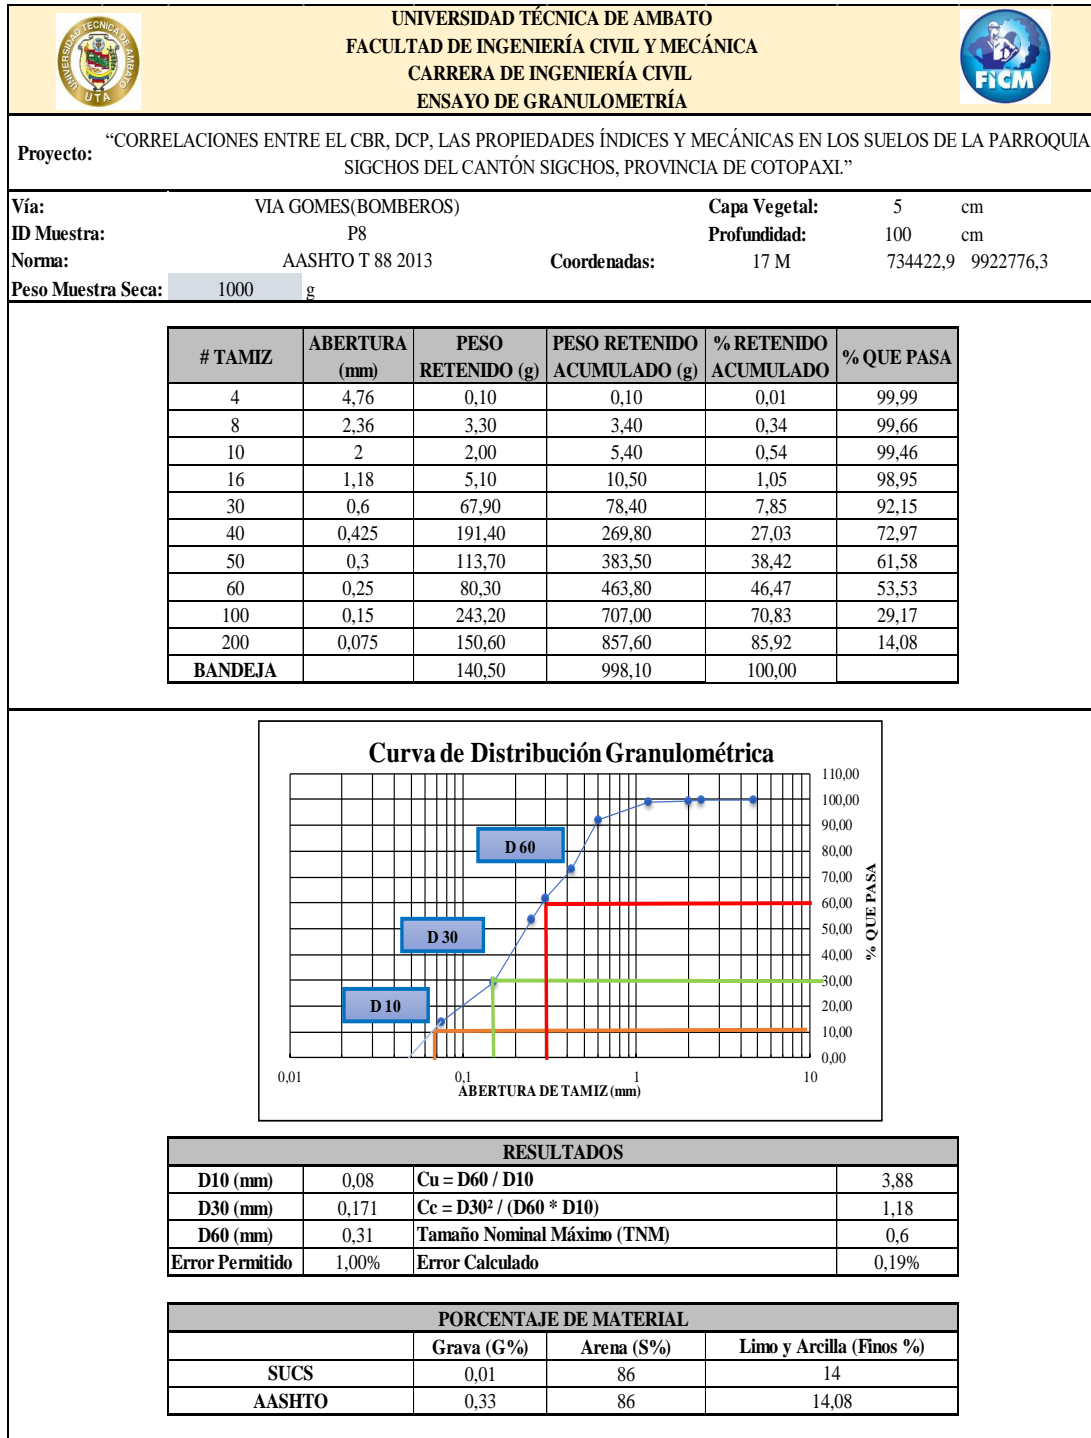 UNIVERSIDAD TÉCNICA DE AMBATO
FACULTAD DE INGENIERÍA CIVIL Y MECÁNICA
CARRERA DE INGENIERÍA CIVIL
ENSAYO DE GRANULOMETRÍA
UNIVERSIDAD TECNICA DE AMBATO
UTA
FICM
Proyecto: “CORRELACIONES ENTRE EL CBR, DCP, LAS PROPIEDADES ÍNDICES Y MECÁNICAS EN LOS SUELOS DE LA PARROQUIA
SIGCHOS DEL CANTÓN SIGCHOS, PROVINCIA DE COTOPAXI.”
Vía: VIA GOMES(BOMBEROS) Capa Vegetal: 5 cm
ID Muestra: P8 Profundidad: 100 cm
Norma: AASHTO T 88 2013 Coordenadas: 17 M 734422,9 9922776,3
Peso Muestra Seca: 1000 g
# TAMIZ ABERTURA (mm) PESO RETENIDO (g) PESO RETENIDO ACUMULADO (g) % RETENIDO ACUMULADO % QUE PASA
4 4,76 0,10 0,10 0,01 99,99
8 2,36 3,30 3,40 0,34 99,66
10 2 2,00 5,40 0,54 99,46
16 1,18 5,10 10,50 1,05 98,95
30 0,6 67,90 78,40 7,85 92,15
40 0,425 191,40 269,80 27,03 72,97
50 0,3 113,70 383,50 38,42 61,58
60 0,25 80,30 463,80 46,47 53,53
100 0,15 243,20 707,00 70,83 29,17
200 0,075 150,60 857,60 85,92 14,08
BANDEJA 140,50 998,10 100,00
Curva de Distribución Granulométrica
110,00
100,00
90,00
80,00
70,00
60,00
50,00
40,00
30,00
20,00
10,00
0,00
% QUE PASA
D 60
D 30
D 10
0,01 0,1 1 10
ABERTURA DE TAMIZ (mm)
RESULTADOS
D10 (mm) 0,08 Cu = D60 / D10 3,88
D30 (mm) 0,171 Cc = D30² / (D60 * D10) 1,18
D60 (mm) 0,31 Tamaño Nominal Máximo (TNM) 0,6
Error Permitido 1,00% Error Calculado 0,19%
PORCENTAJE DE MATERIAL
Grava (G%) Arena (S%) Limo y Arcilla (Finos %)
SUCS 0,01 86 14
AASHTO 0,33 86 14,08